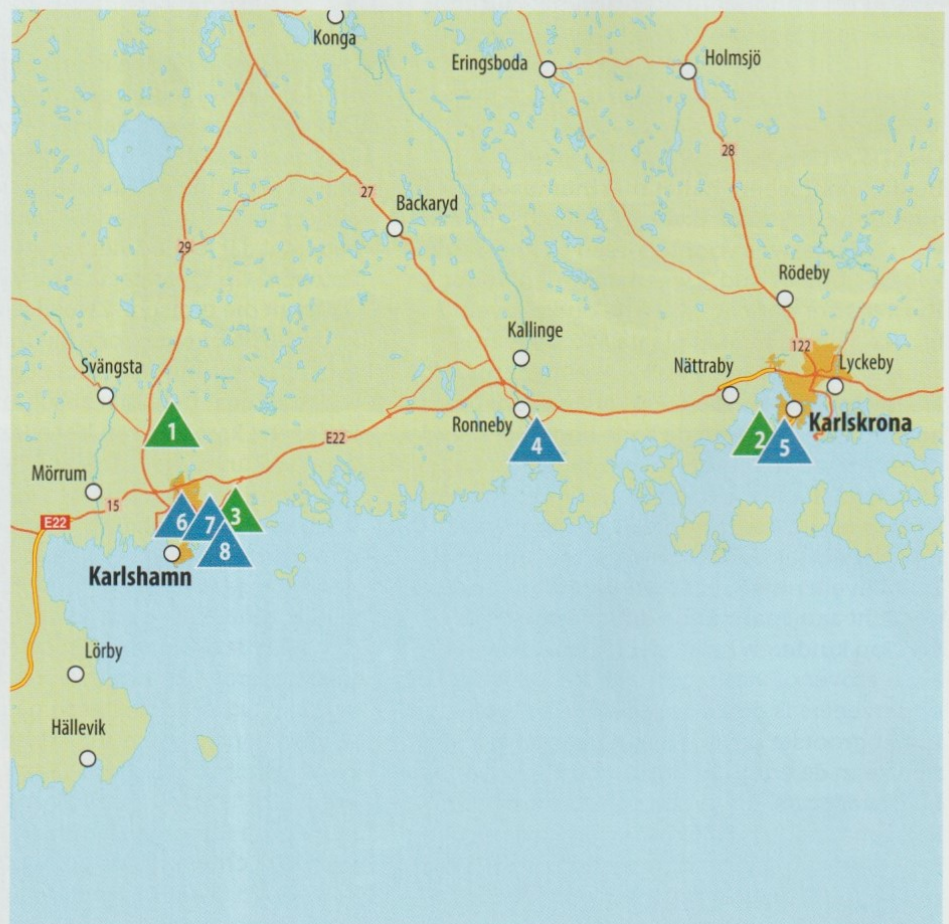 Konga
Eringsboda
Holmsjö
28
27
Backaryd
29
Rödeby
Kallinge
122
Svängsta
Nättraby
Lyckeby
1
Ronneby
Karlskrona
E22
4
2
5
Mörrum
15
E22
6
7
3
8
Karlshamn
Lörby
Hällevik